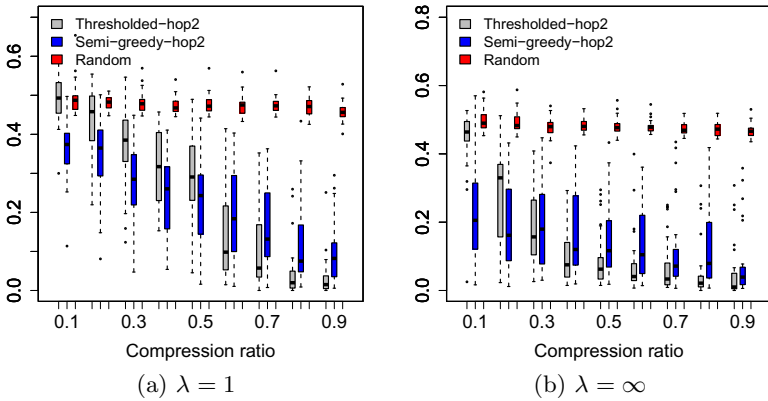 Thresholded-hop2
Semi-greedy-hop2
Random
0.0 0.2 0.4 0.6
0.1 0.3 0.5 0.7 0.9
Compression ratio
(a) λ = 1
Thresholded-hop2
Semi-greedy-hop2
Random
0.0 0.2 0.4 0.6 0.8
0.1 0.3 0.5 0.7 0.9
Compression ratio
(b) λ = ∞